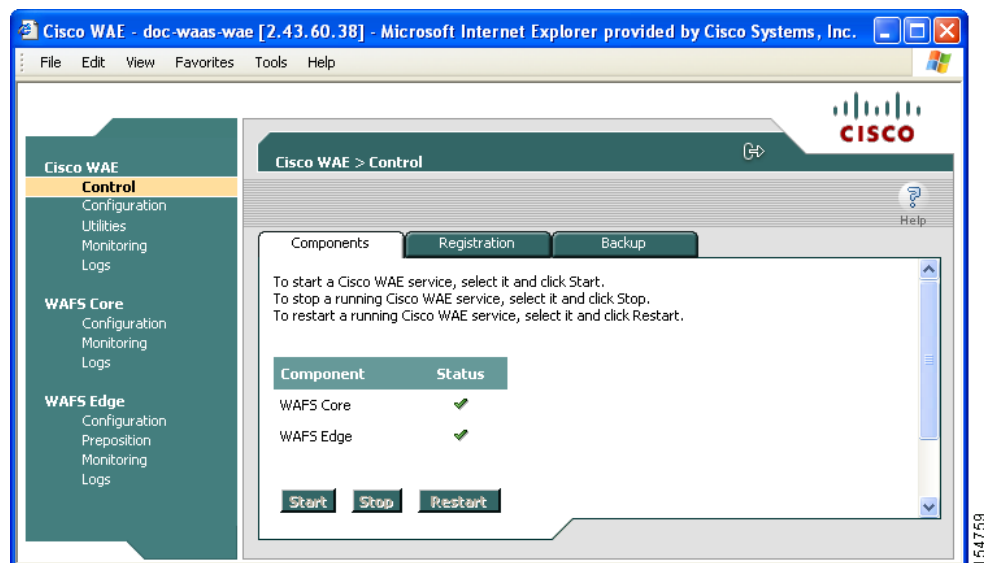 Cisco WAE - doc-waas-wae [2.43.60.38] - Microsoft Internet Explorer provided by Cisco Systems, Inc.
File Edit View Favorites Tools Help
CISCO
Cisco WAE > Control
Help
Cisco WAE
Control
Configuration
Utilities
Monitoring
Logs
WAFS Core
Configuration
Monitoring
Logs
WAFS Edge
Configuration
Preposition
Monitoring
Logs
Components Registration Backup
To start a Cisco WAE service, select it and click Start.
To stop a running Cisco WAE service, select it and click Stop.
To restart a running Cisco WAE service, select it and click Restart.
Component Status
WAFS Core
WAFS Edge
Start Stop Restart
154759